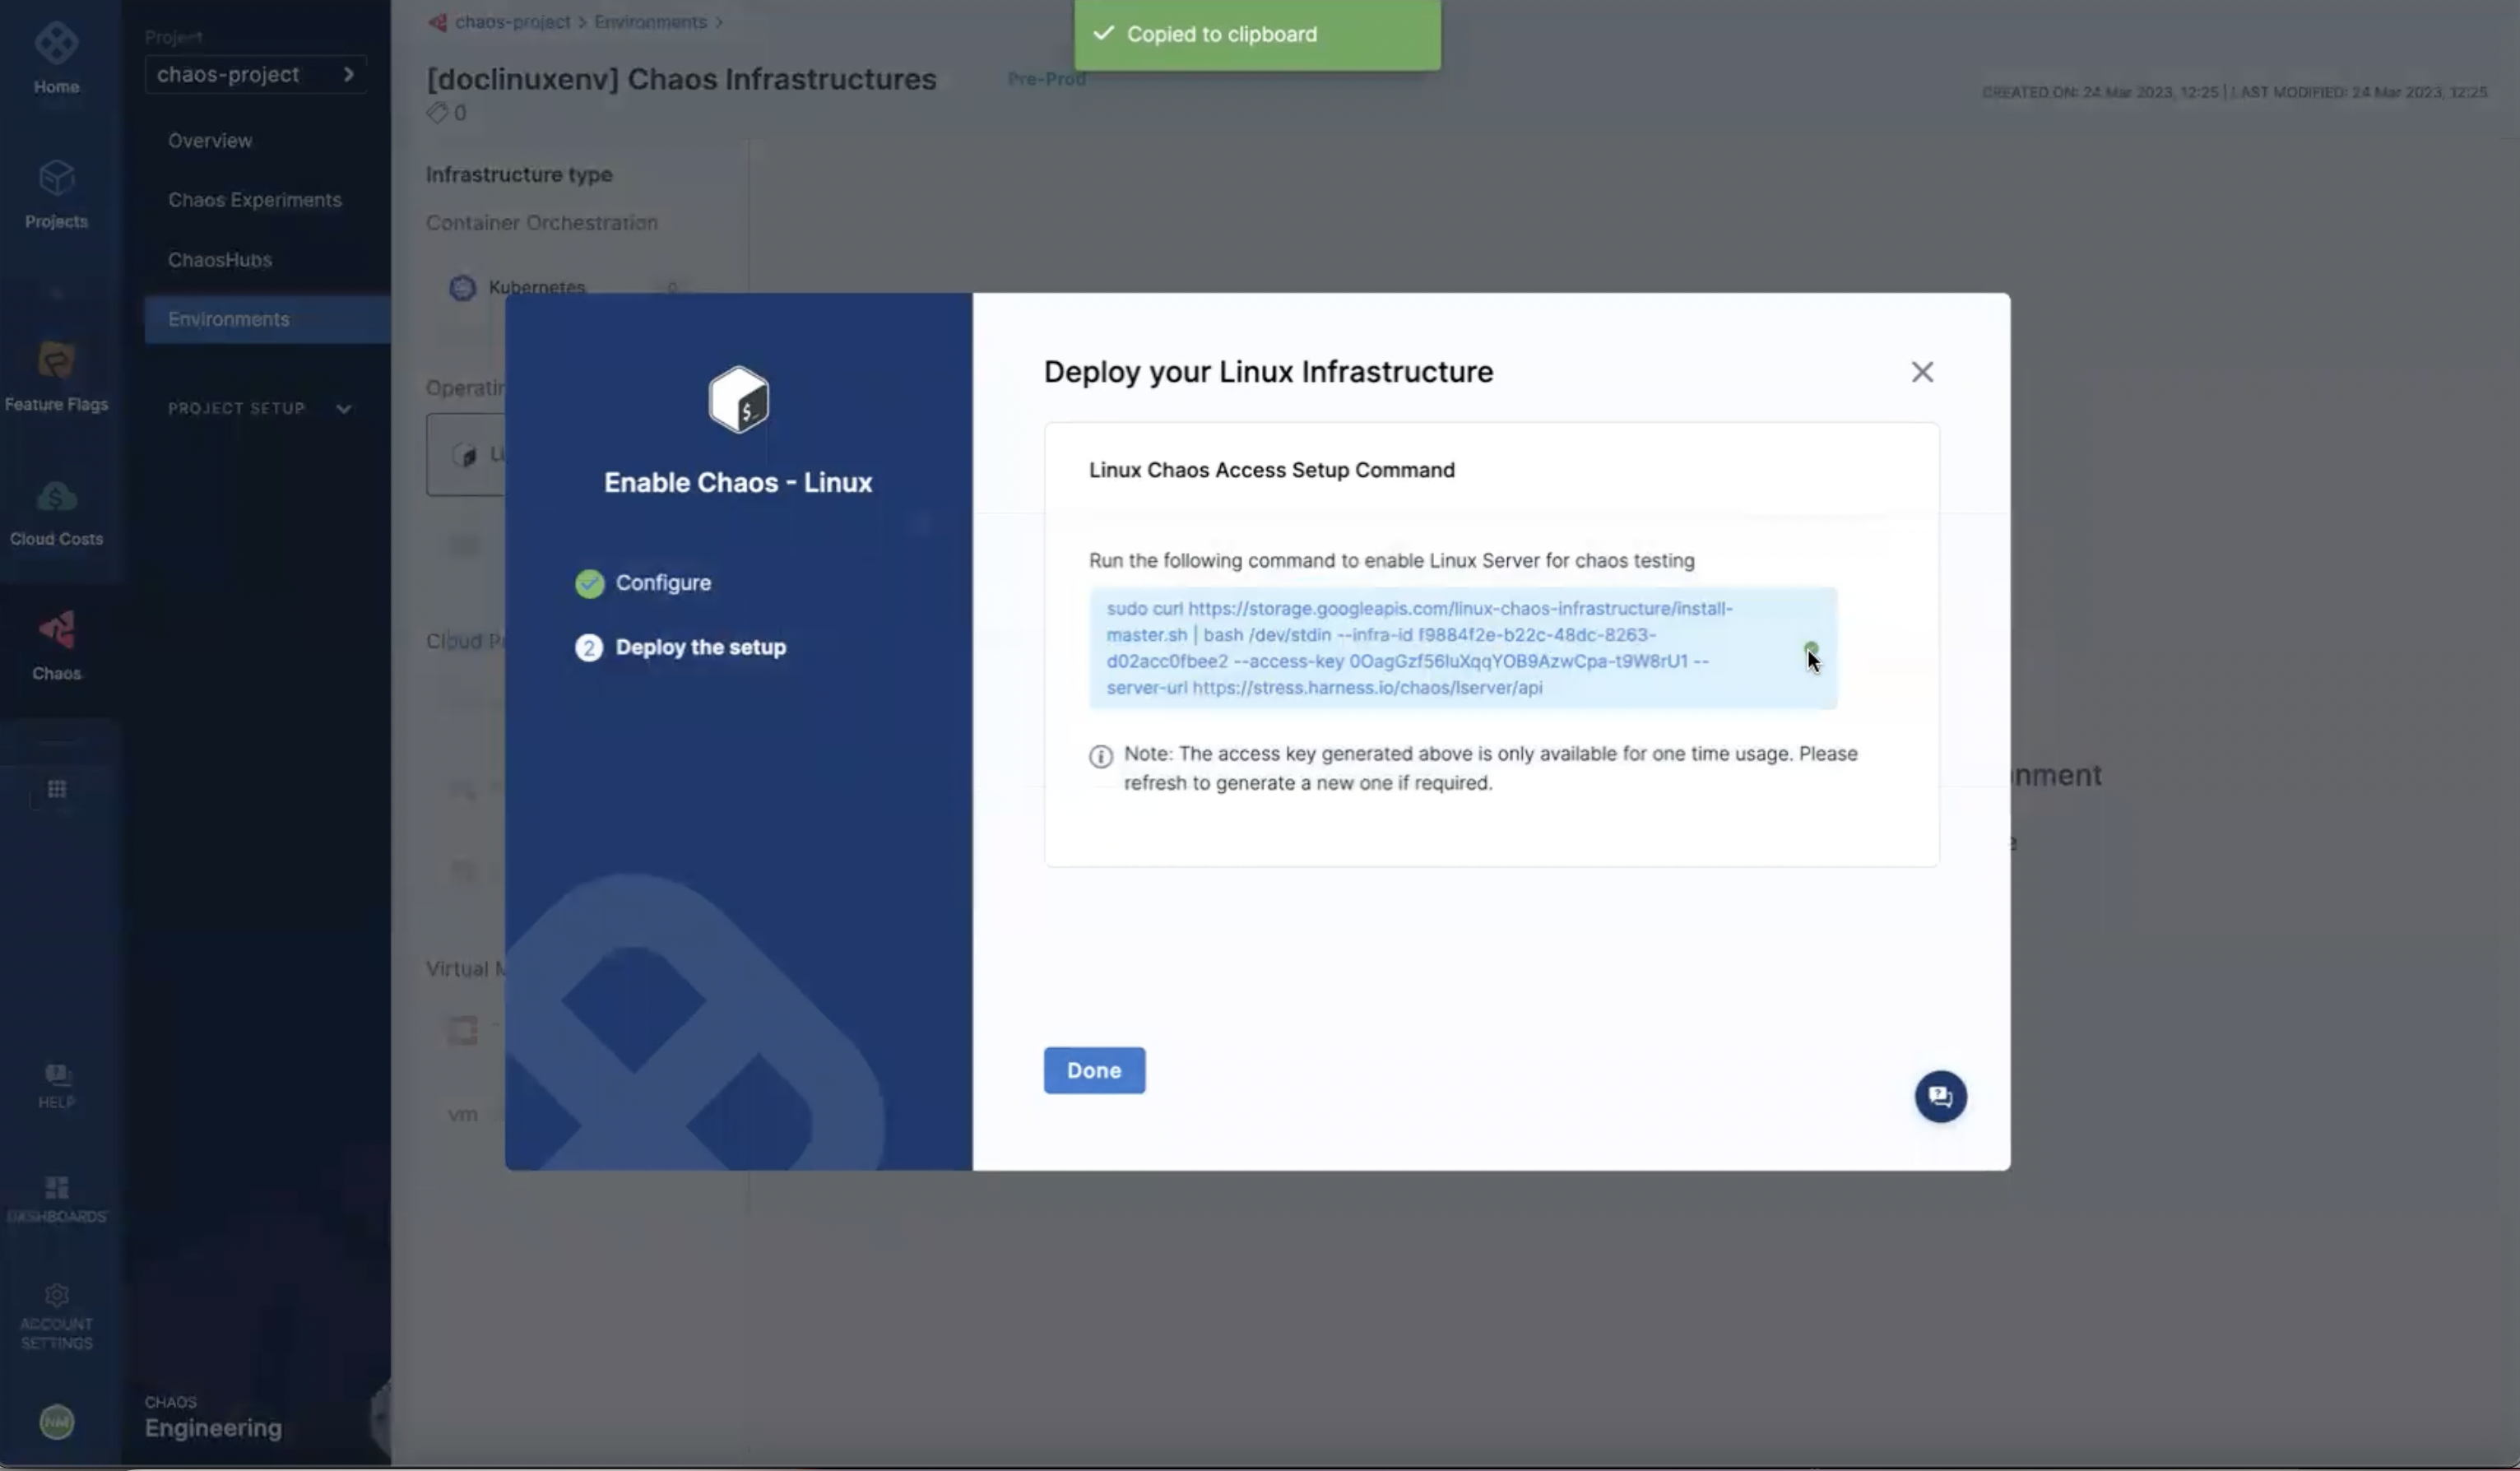 Home
Projects
Feature Flags
Cloud Costs
Chaos
HELP
DASHBOARDS
ACCOUNT
SETTINGS
NM
Project
chaos-project
Overview
Chaos Experiments
ChaosHubs
Environments
PROJECT SETUP
CHAOS
Engineering
chaos-project > Environments >
[doclinuxenv] Chaos Infrastructures
Pre-Prod
0
CREATED ON: 24 Mar 2023, 12:25 | LAST MODIFIED: 24 Mar 2023, 12:25
Copied to clipboard
Infrastructure type
Container Orchestration
Kubernetes
0
vm
Enable Chaos - Linux
Configure
2 Deploy the setup
Deploy your Linux Infrastructure
Linux Chaos Access Setup Command
Run the following command to enable Linux Server for chaos testing
sudo curl https://storage.googleapis.com/linux-chaos-infrastructure/install-
master.sh | bash /dev/stdin --infra-id f9884f2e-b22c-48dc-8263-
d02acc0fbee2 --access-key 0OagGzf56luXqqYOB9AzwCpa-t9W8rU1 --
server-url https://stress.harness.io/chaos/lserver/api
Note: The access key generated above is only available for one time usage. Please
refresh to generate a new one if required.
Done